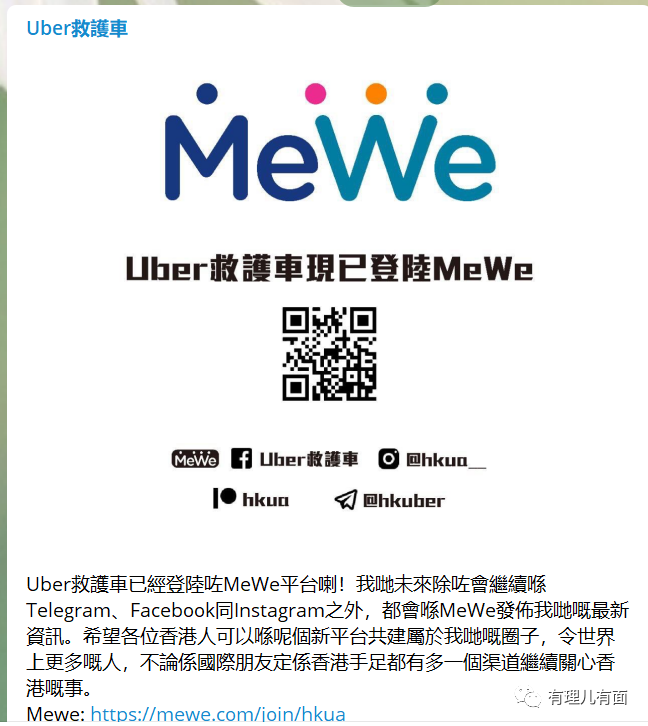 Uber救護車
MeWe
Uber救護車現已登陸MeWe
MeWe Uber救護車 @hkua__
hkua @hkuber
Uber救護車已經登陸咗MeWe平台喇！我哋未來除咗會繼續喺
Telegram、Facebook同Instagram之外，都會喺MeWe發佈我哋嘅最新
資訊。希望各位香港人可以喺呢個新平台共建屬於我哋嘅圈子，令世界
上更多嘅人，不論係國際朋友定係香港手足都有多一個渠道繼續關心香
港嘅事。
Mewe: https://mewe.com/join/hkua
有理儿有面